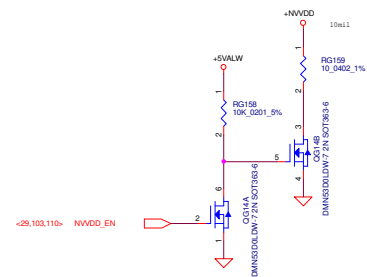 +NVVDD
10mil
1
+5VALW
RG159
10_0402_1%
2
1
RG158
10K_0201_5%
2
3
5
QG14B
DMN53D0LDW-7 2N SOT363-6
4
6
<29,103,110> NVVDD_EN
2
QG14A
DMN53D0LDW-7 2N SOT363-6
1